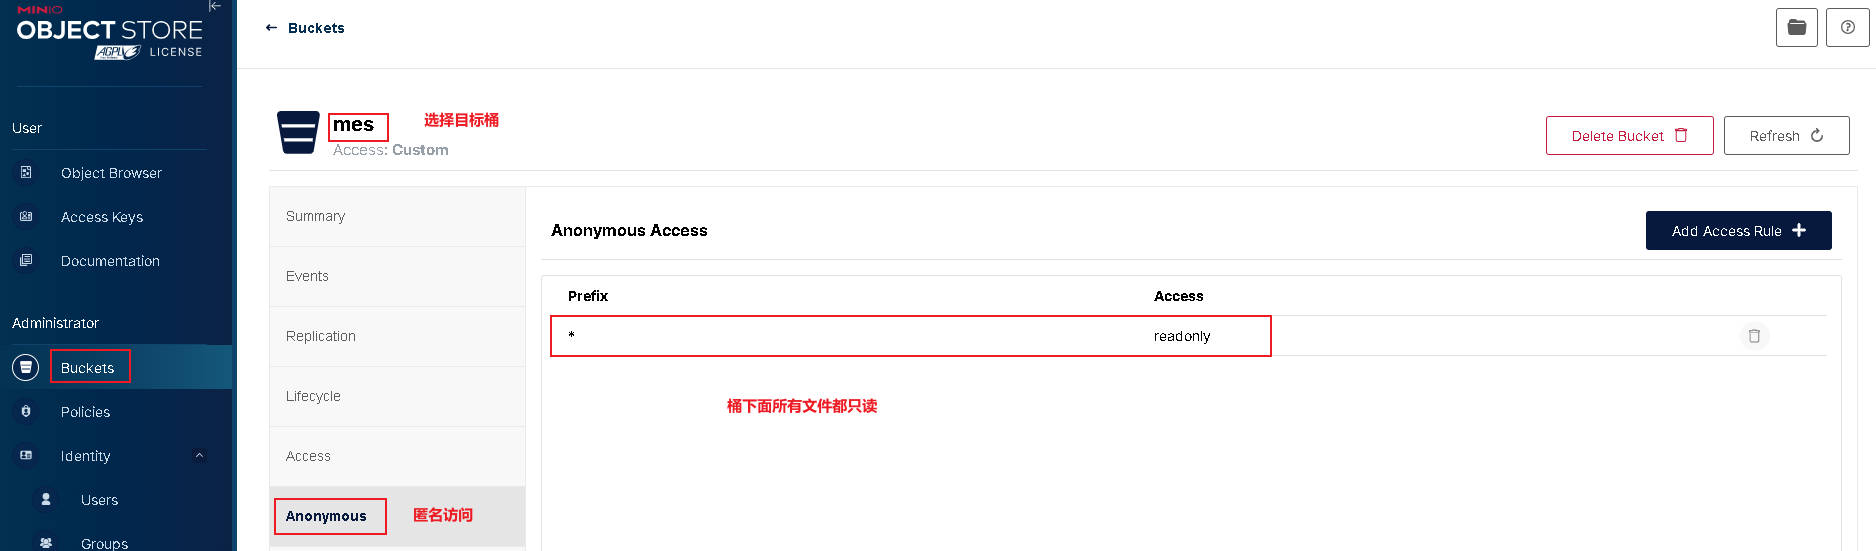 MINIO
OBJECT STORE
AGPLv3 LICENSE
User
Object Browser
Access Keys
Documentation
Administrator
Buckets
Policies
Identity
Users
Groups
Buckets
mes
选择目标桶
Access: Custom
Delete Bucket
Refresh
Summary
Events
Replication
Lifecycle
Access
Anonymous
匿名访问
Anonymous Access
Add Access Rule
Prefix Access
* readonly
桶下面所有文件都只读